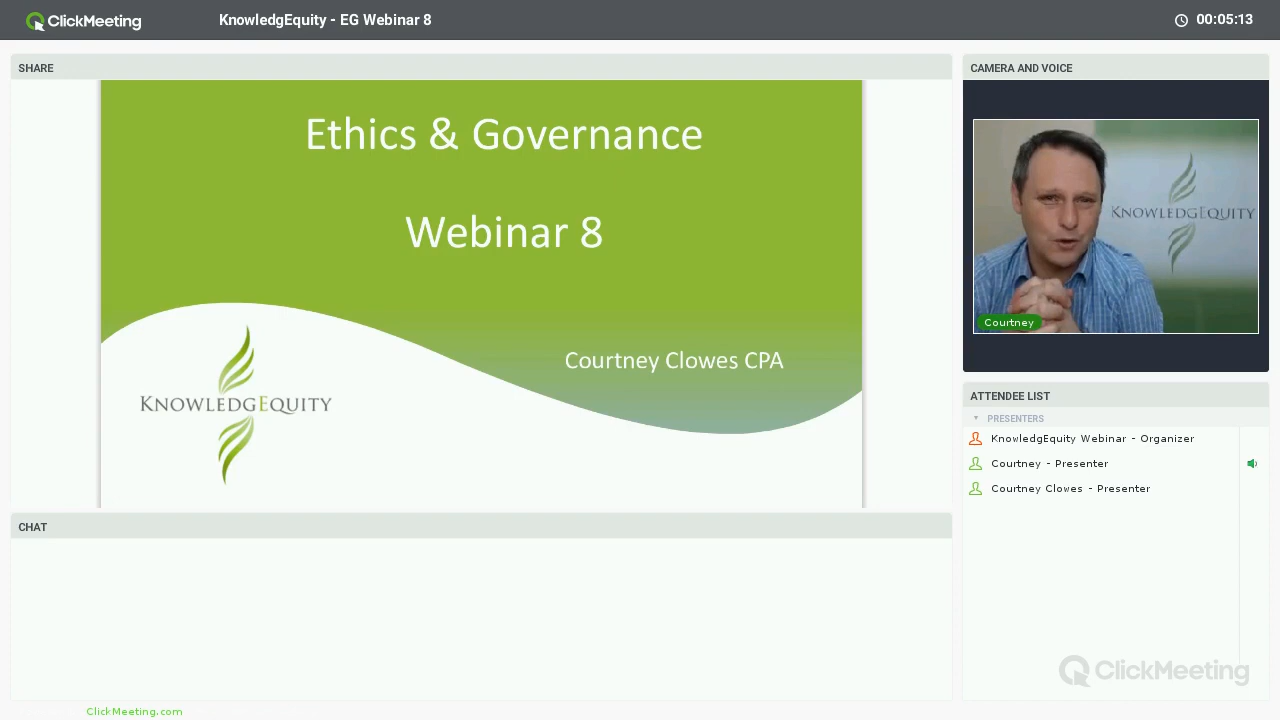 ClickMeeting
KnowledgEquity - EG Webinar 8
00:05:13
SHARE
Ethics & Governance
Webinar 8
Courtney Clowes CPA
KNOWLEDGEQUITY
CAMERA AND VOICE
KNOWLEDGEQUITY
Courtney
ATTENDEE LIST
PRESENTERS
KnowledgEquity Webinar - Organizer
Courtney - Presenter
Courtney Clowes - Presenter
CHAT
ClickMeeting
ClickMeeting.com